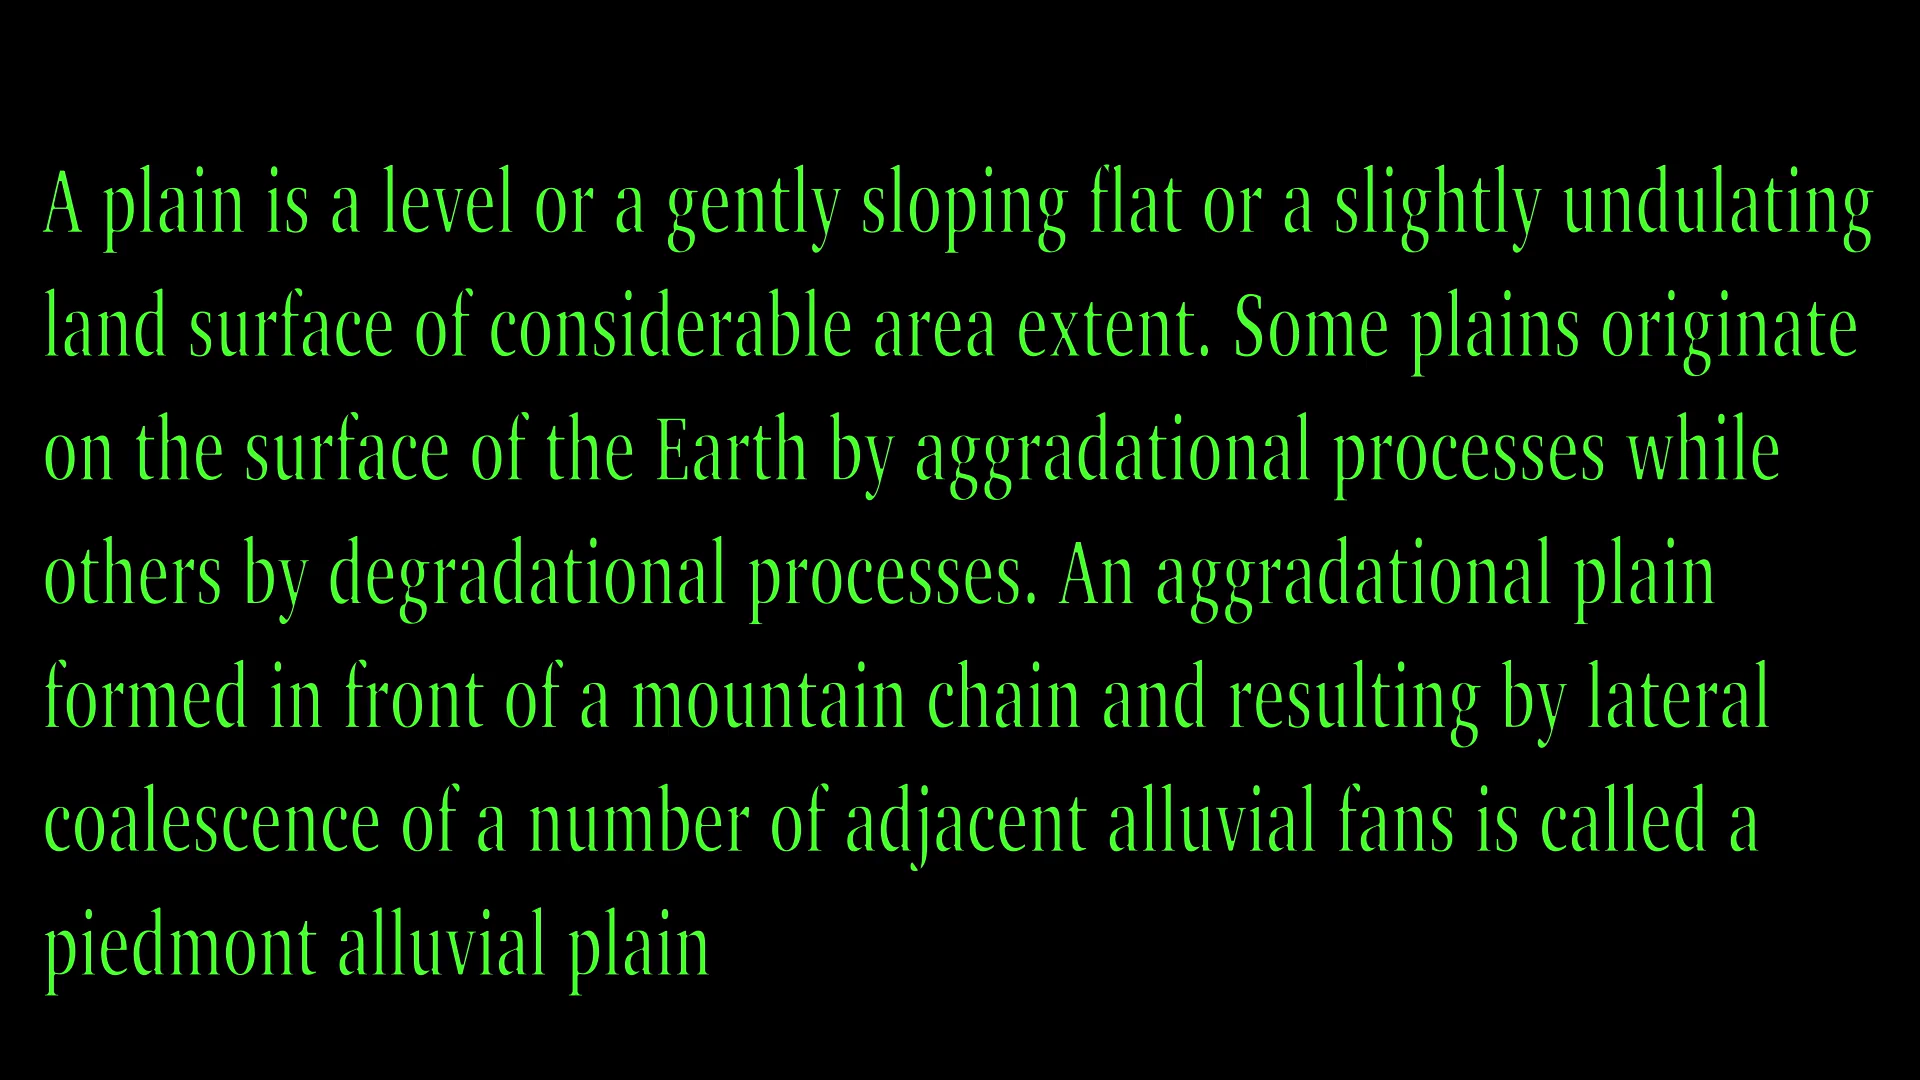 A plain is a level or a gently sloping flat or a slightly undulating
land surface of considerable area extent. Some plains originate
on the surface of the Earth by aggradational processes while
others by degradational processes. An aggradational plain
formed in front of a mountain chain and resulting by lateral
coalescence of a number of adjacent alluvial fans is called a
piedmont alluvial plain